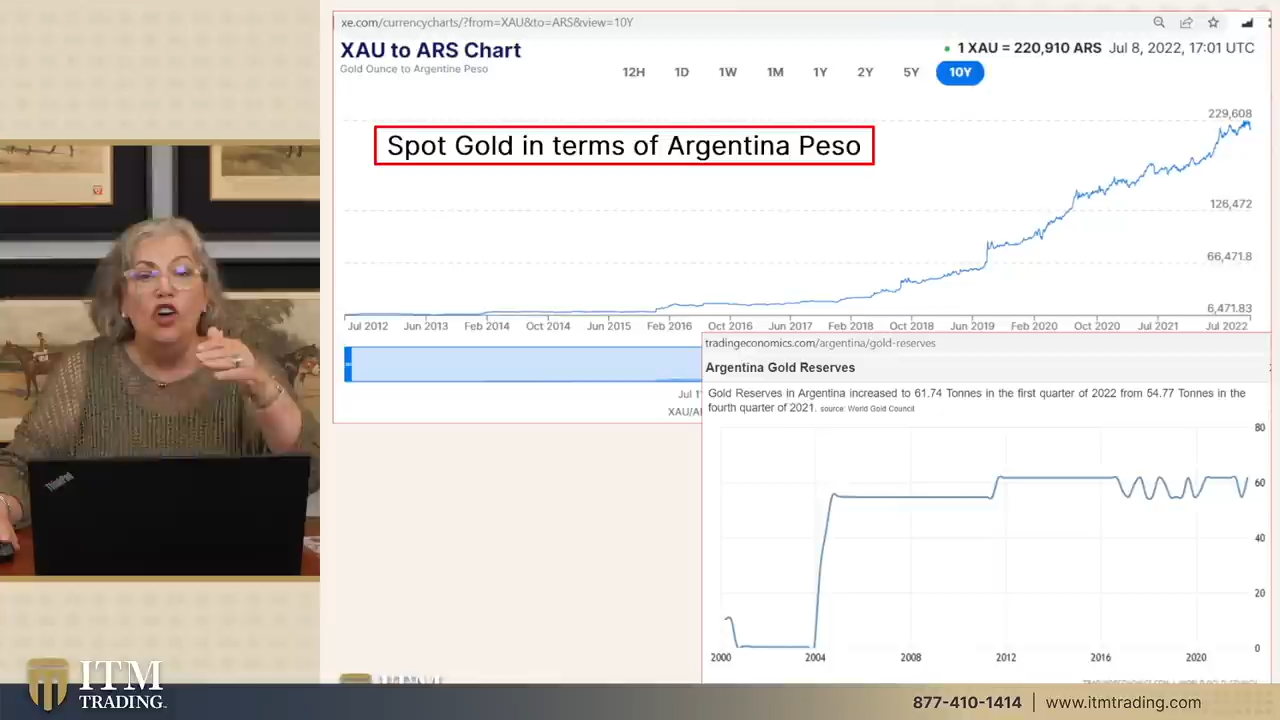 xe.com/currencycharts/?from=XAU&to=ARS&view=10Y
XAU to ARS Chart
Gold Ounce to Argentine Peso
1 XAU = 220,910 ARS Jul 8, 2022, 17:01 UTC
12H 1D 1W 1M 1Y 2Y 5Y 10Y
Spot Gold in terms of Argentina Peso
229,608
126,472
66,471.8
6,471.83
Jul 2012 Jun 2013 Feb 2014 Oct 2014 Jun 2015 Feb 2016 Oct 2016 Jun 2017 Feb 2018 Oct 2018 Jun 2019 Feb 2020 Oct 2020 Jul 2021 Jul 2022
tradingeconomics.com/argentina/gold-reserves
Argentina Gold Reserves
Gold Reserves in Argentina increased to 61.74 Tonnes in the first quarter of 2022 from 54.77 Tonnes in the
fourth quarter of 2021. source: World Gold Council
80
60
40
20
0
2000 2004 2008 2012 2016 2020
ThinkPad
ITM
TRADING
877-410-1414 | www.itmtrading.com